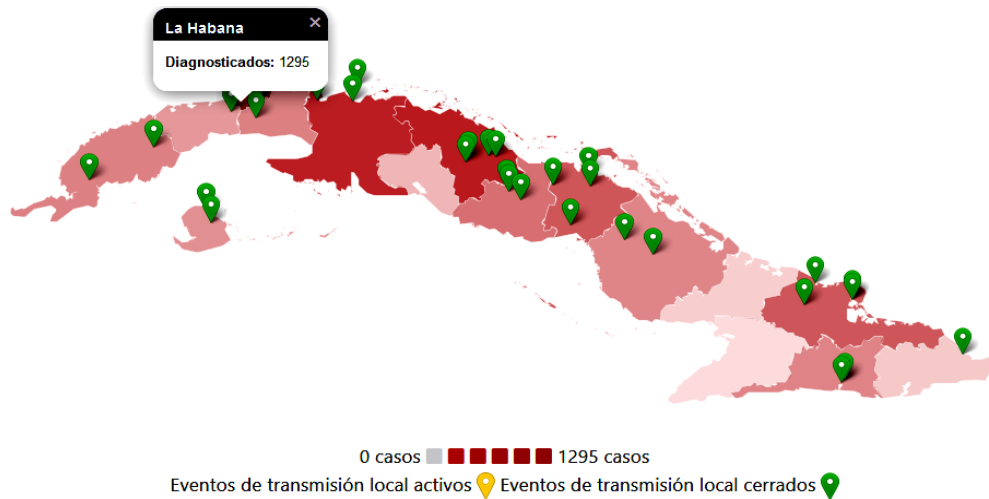 La Habana ×
Diagnosticados: 1295
0 casos 1295 casos
Eventos de transmisión local activos Eventos de transmisión local cerrados